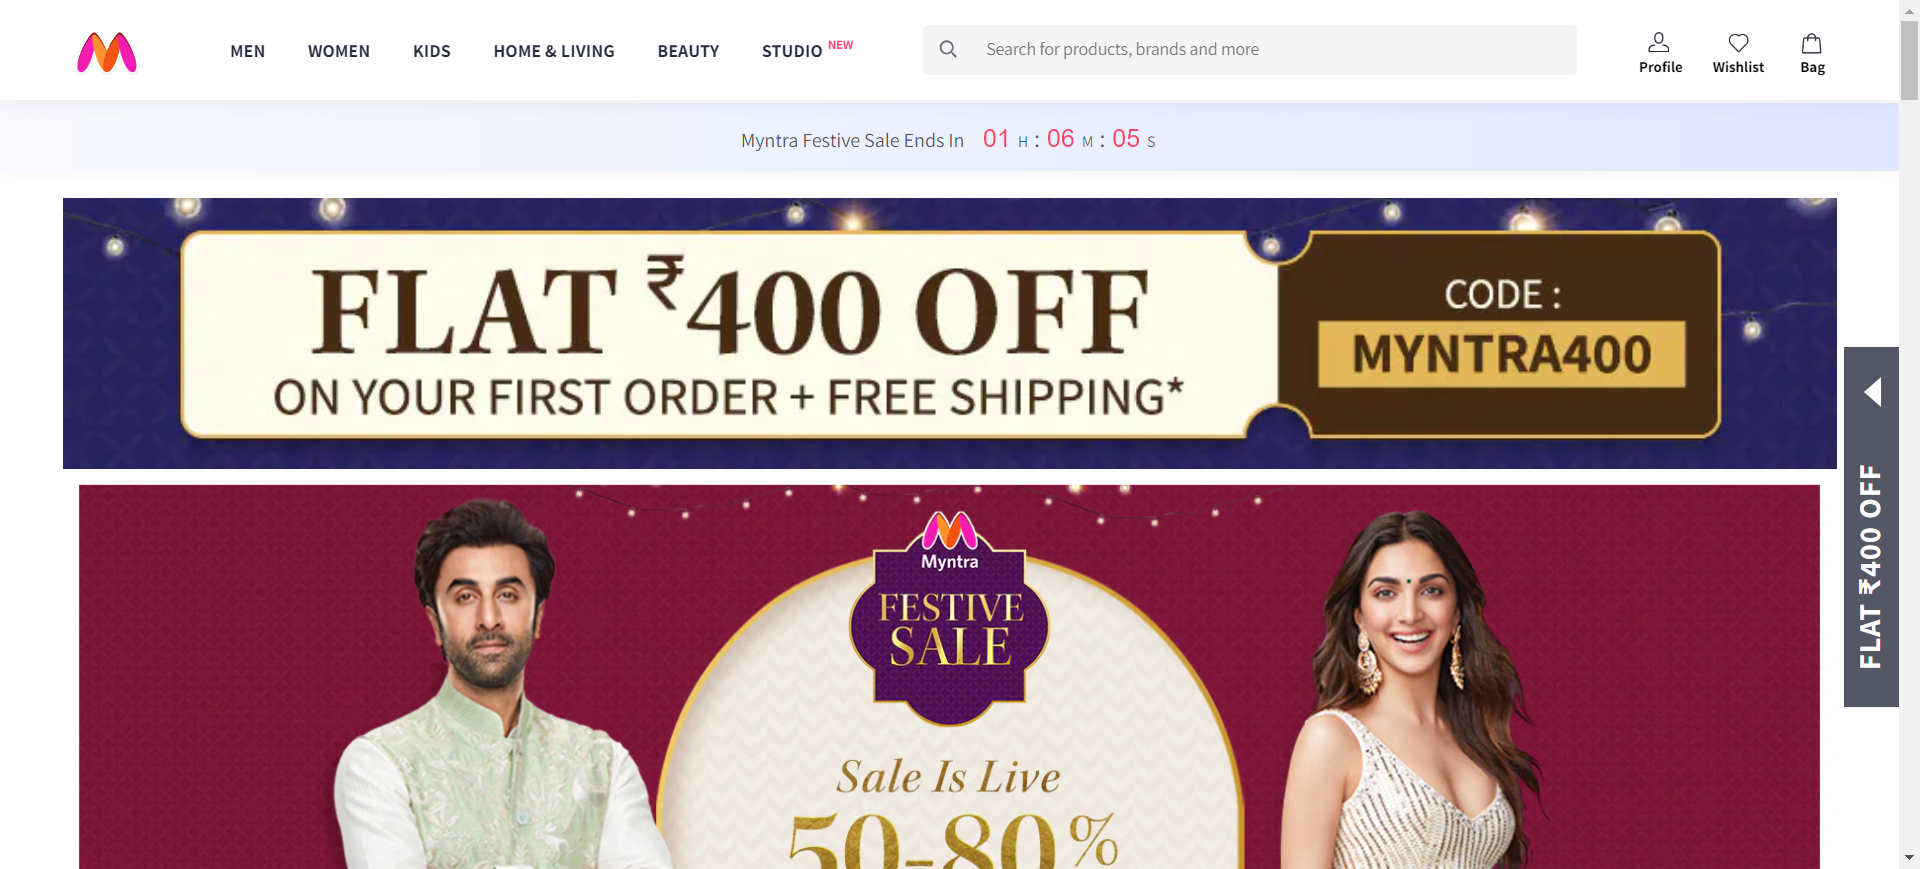 MEN WOMEN KIDS HOME & LIVING BEAUTY STUDIO NEW
Search for products, brands and more
Profile Wishlist Bag
Myntra Festive Sale Ends In 01 H : 06 M : 05 S
FLAT ₹400 OFF
ON YOUR FIRST ORDER + FREE SHIPPING*
CODE :
MYNTRA400
FLAT ₹400 OFF
Myntra
FESTIVE
SALE
Sale Is Live
50-80%